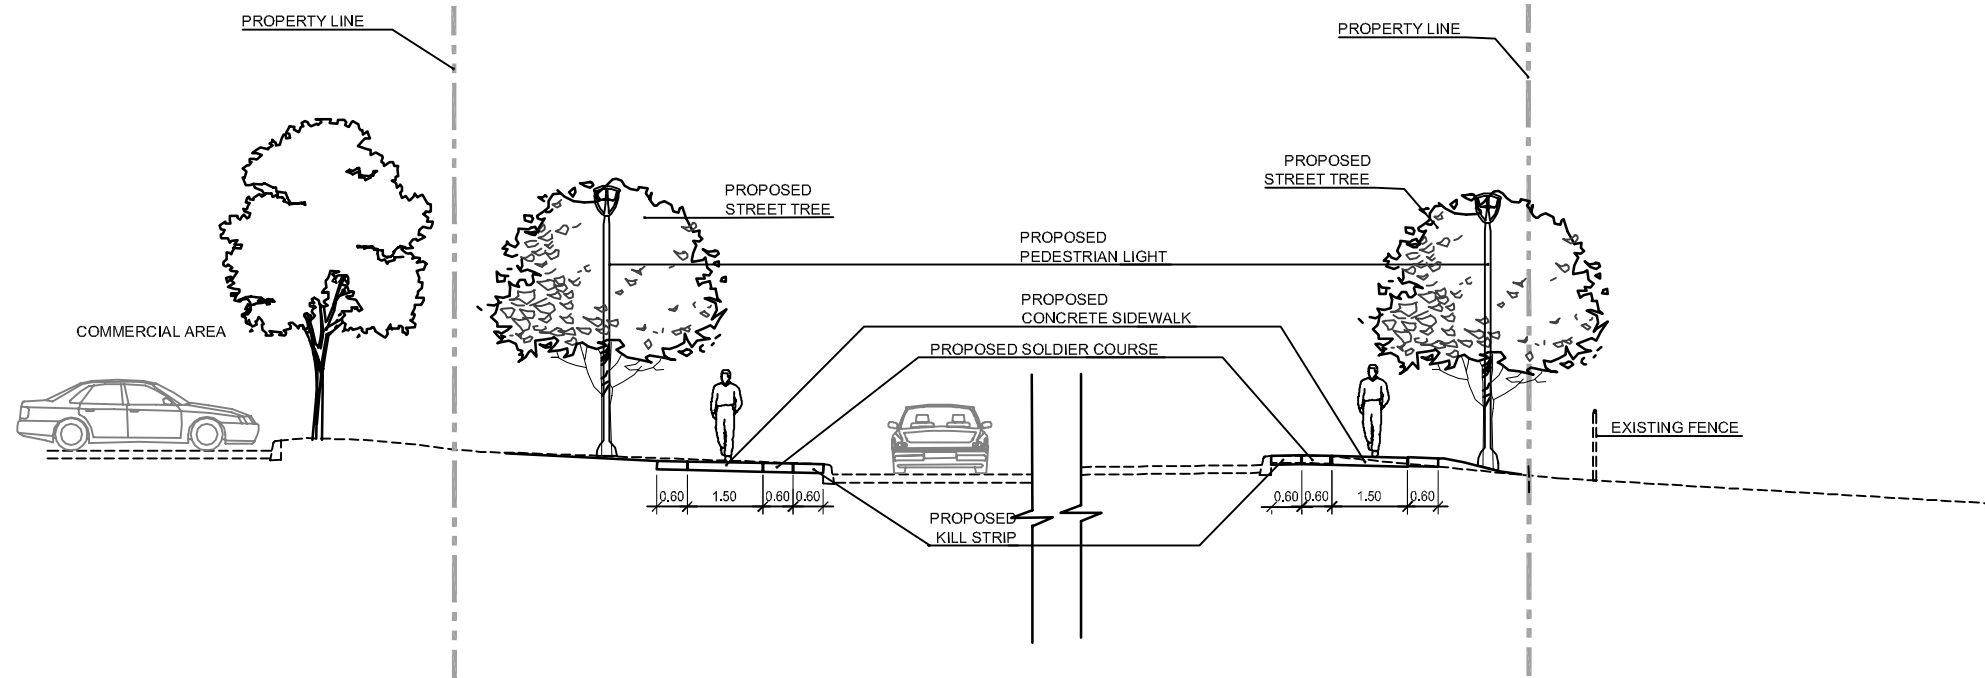 PROPERTY LINE
PROPERTY LINE
PROPOSED
STREET TREE
PROPOSED
STREET TREE
PROPOSED
PEDESTRIAN LIGHT
PROPOSED
CONCRETE SIDEWALK
COMMERCIAL AREA
PROPOSED SOLDIER COURSE
EXISTING FENCE
0.60 1.50 0.60 0.60
0.60 0.60 1.50 0.60
PROPOSED
KILL STRIP